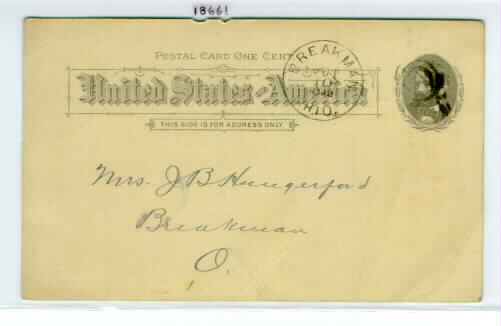 18661
POSTAL CARD ONE CENT
United States of America
THIS SIDE IS FOR ADDRESS ONLY.
BREAKMAN
OHIO.
Mrs. J B Hungerford
Breakman
O.